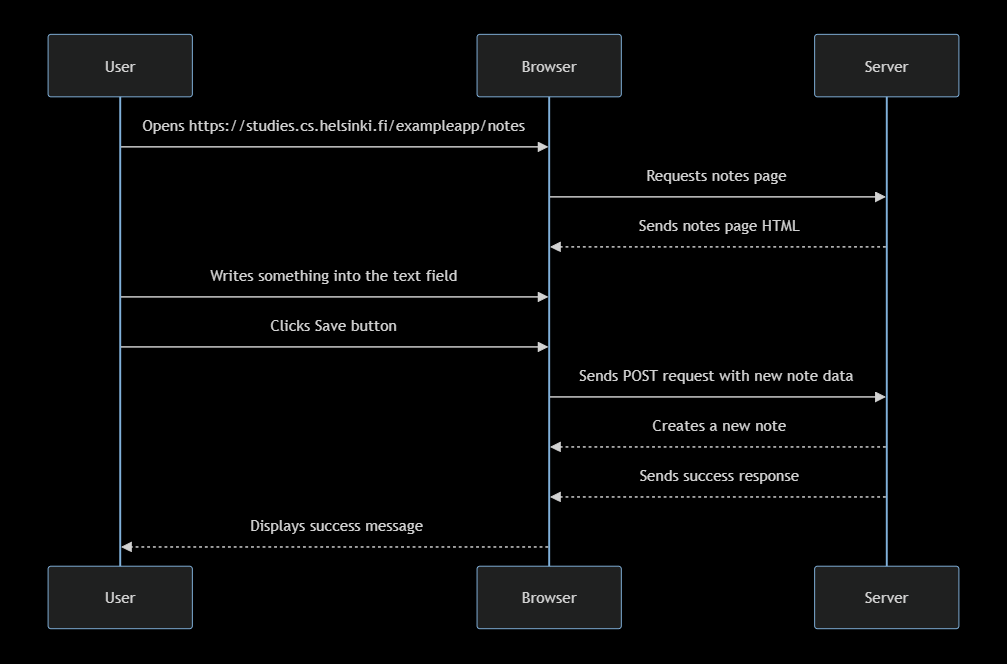 User
Browser
Server
Opens https://studies.cs.helsinki.fi/exampleapp/notes
Requests notes page
Sends notes page HTML
Writes something into the text field
Clicks Save button
Sends POST request with new note data
Creates a new note
Sends success response
Displays success message
User
Browser
Server